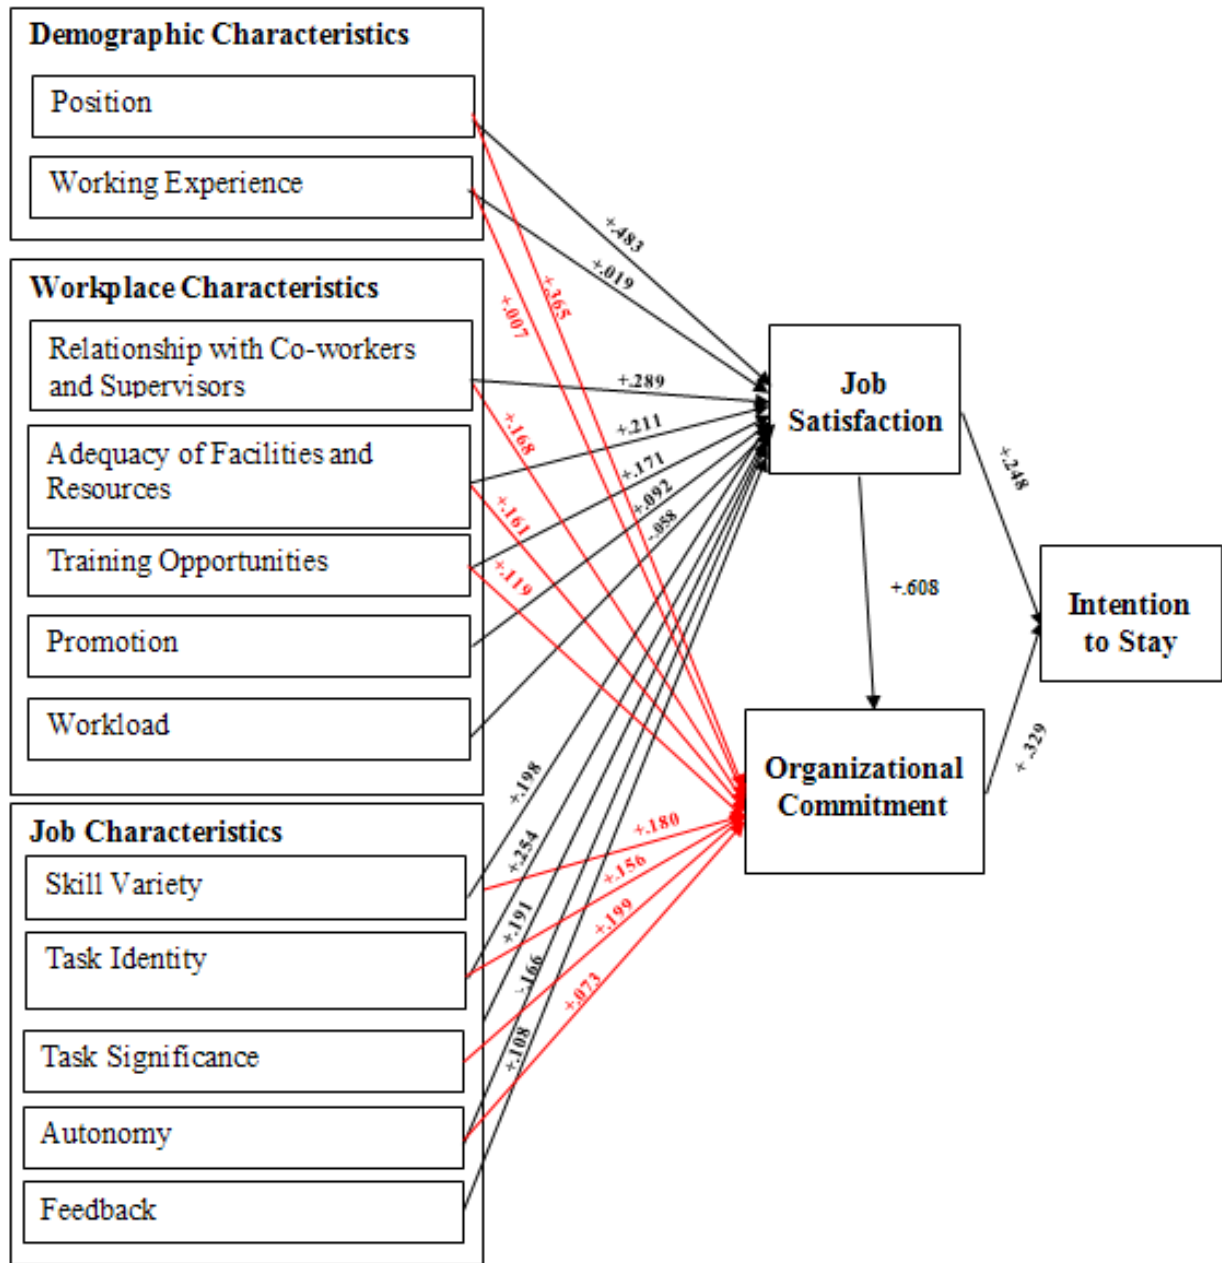 Demographic Characteristics
Position
Working Experience
Workplace Characteristics
Relationship with Co-workers
and Supervisors
Adequacy of Facilities and
Resources
Training Opportunities
Promotion
Workload
Job Characteristics
Skill Variety
Task Identity
Task Significance
Autonomy
Feedback
+.483
+.019
+.365
+.007
+.289
+.168
+.211
+.171
+.161
+.092
-.058
+.119
+.198
+.254
+.191
-.166
+.108
+.180
+.156
+.199
+.073
Job
Satisfaction
+.248
+.608
Intention
to Stay
+ .329
Organizational
Commitment